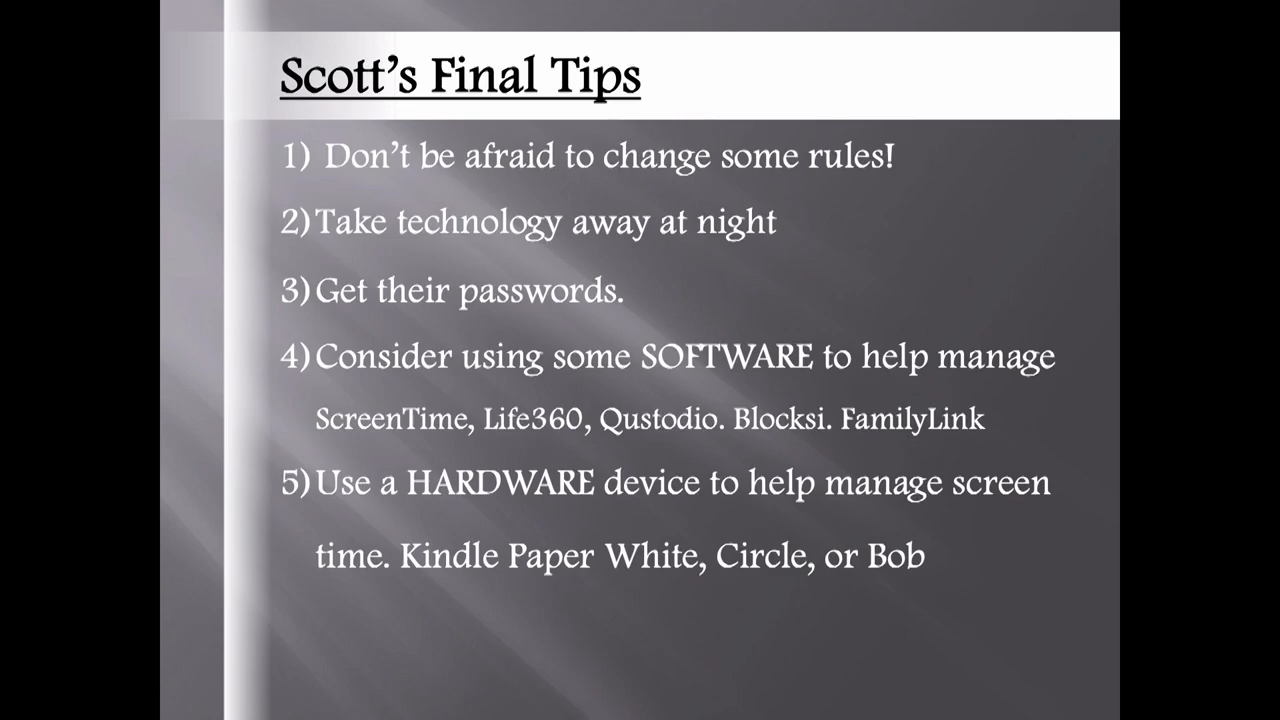 Scott's Final Tips
1) Don't be afraid to change some rules!
2) Take technology away at night
3) Get their passwords.
4) Consider using some SOFTWARE to help manage
ScreenTime, Life360, Qustodio. Blocksi. FamilyLink
5) Use a HARDWARE device to help manage screen
time. Kindle Paper White, Circle, or Bob